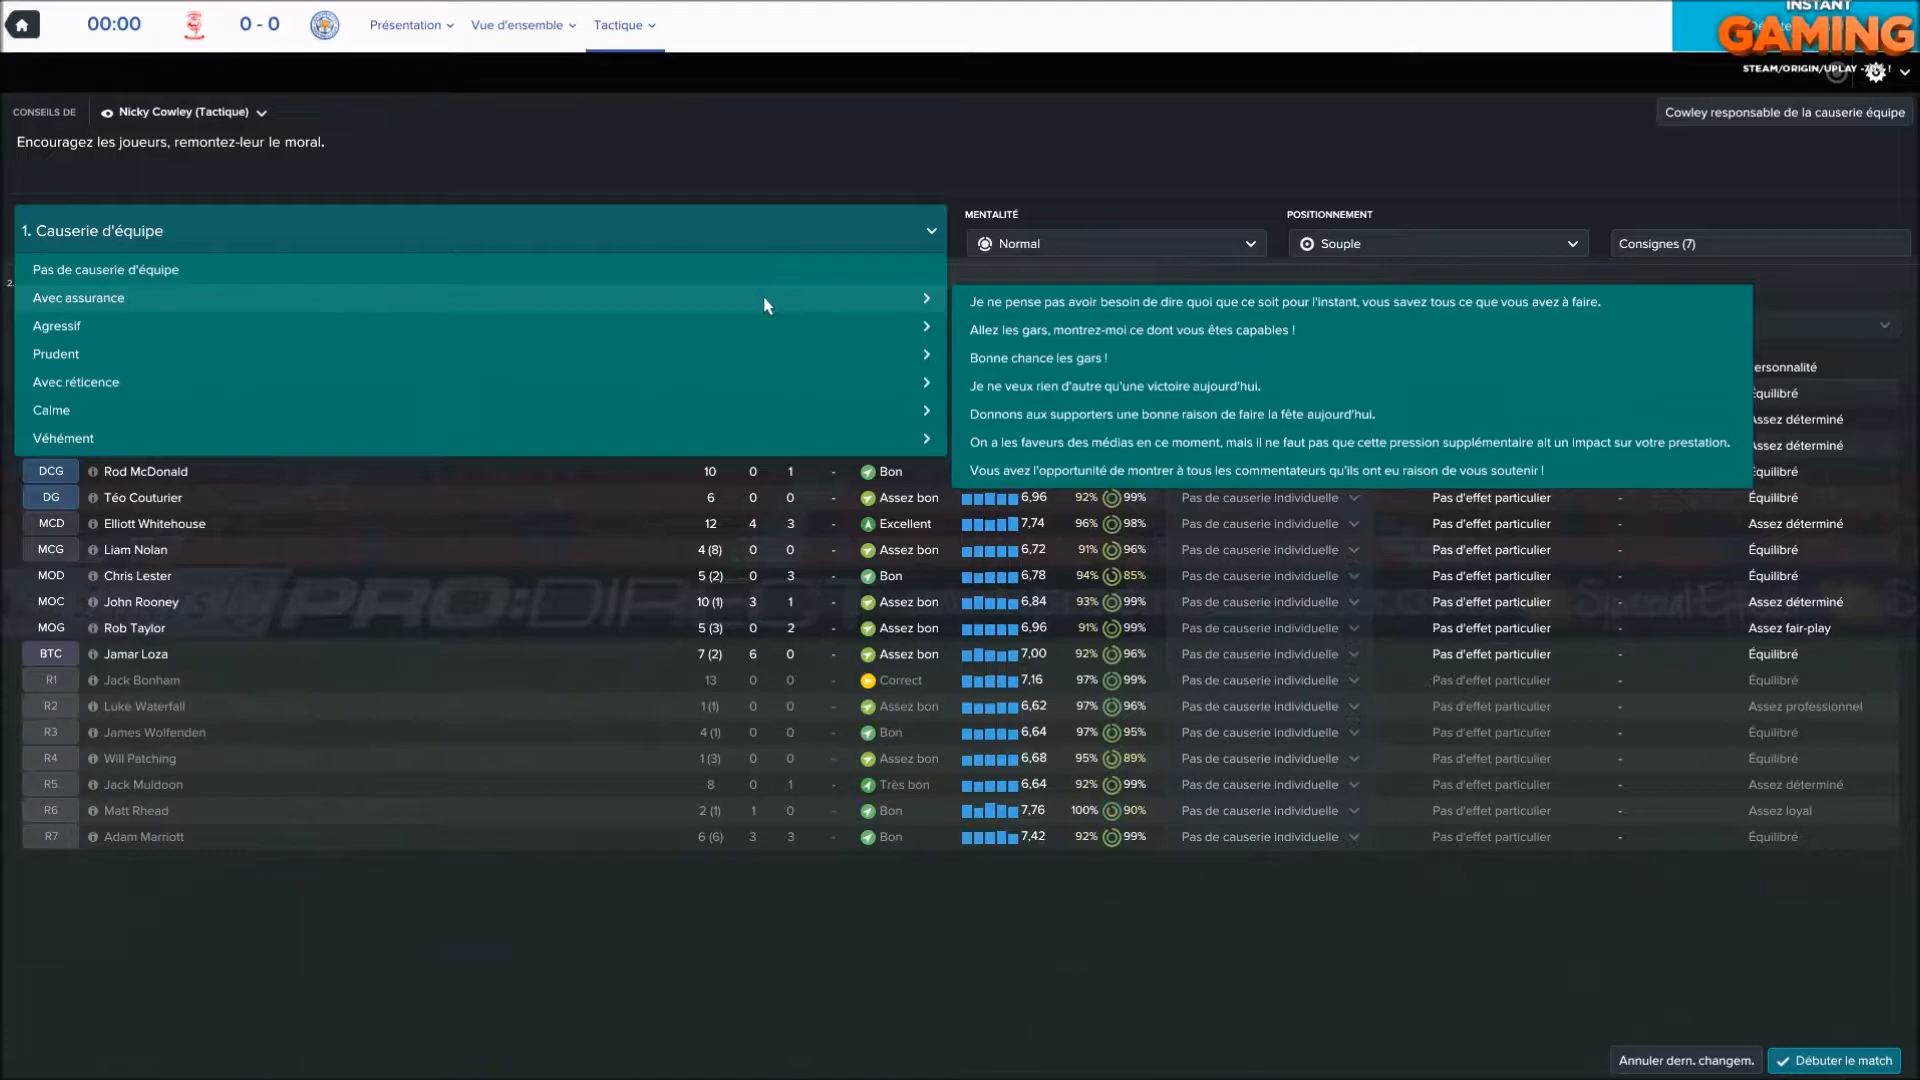 00:00 0 - 0 Présentation Vue d'ensemble Tactique
INSTANT
GAMING
STEAM/ORIGIN/UPLAY
CONSEILS DE Nicky Cowley (Tactique) Cowley responsable de la causerie équipe
Encouragez les joueurs, remontez-leur le moral.
MENTALITÉ POSITIONNEMENT
1. Causerie d'équipe Normal Souple Consignes (7)
Pas de causerie d'équipe
Avec assurance
Agressif
Prudent
Avec réticence
Calme
Véhément
Je ne pense pas avoir besoin de dire quoi que ce soit pour l'instant, vous savez tous ce que vous avez à faire.
Allez les gars, montrez-moi ce dont vous êtes capables !
Bonne chance les gars !
Je ne veux rien d'autre qu'une victoire aujourd'hui.
Donnons aux supporters une bonne raison de faire la fête aujourd'hui.
On a les faveurs des médias en ce moment, mais il ne faut pas que cette pression supplémentaire ait un impact sur votre prestation.
Vous avez l'opportunité de montrer à tous les commentateurs qu'ils ont eu raison de vous soutenir !
ersonnalité
Équilibré
Assez déterminé
Assez déterminé
DCG Rod McDonald 10 0 1 - Bon Équilibré
DG Téo Couturier 6 0 0 - Assez bon 6,96 92% 99% Pas de causerie individuelle Pas d'effet particulier - Équilibré
MCD Elliott Whitehouse 12 4 3 - Excellent 7,74 96% 98% Pas de causerie individuelle Pas d'effet particulier - Assez déterminé
MCG Liam Nolan 4 (8) 0 0 - Assez bon 6,72 91% 96% Pas de causerie individuelle Pas d'effet particulier - Équilibré
MOD Chris Lester 5 (2) 0 3 - Bon 6,78 94% 85% Pas de causerie individuelle Pas d'effet particulier - Équilibré
MOC John Rooney 10 (1) 3 1 - Assez bon 6,84 93% 99% Pas de causerie individuelle Pas d'effet particulier - Assez déterminé
MOG Rob Taylor 5 (3) 0 2 - Assez bon 6,96 91% 99% Pas de causerie individuelle Pas d'effet particulier - Assez fair-play
BTC Jamar Loza 7 (2) 6 0 - Assez bon 7,00 92% 96% Pas de causerie individuelle Pas d'effet particulier - Équilibré
R1 Jack Bonham 13 0 0 - Correct 7,16 97% 99% Pas de causerie individuelle Pas d'effet particulier - Équilibré
R2 Luke Waterfall 1 (1) 0 0 - Assez bon 6,62 97% 96% Pas de causerie individuelle Pas d'effet particulier - Assez professionnel
R3 James Wolfenden 4 (1) 0 0 - Bon 6,64 97% 95% Pas de causerie individuelle Pas d'effet particulier - Équilibré
R4 Will Patching 1 (3) 0 0 - Assez bon 6,68 95% 89% Pas de causerie individuelle Pas d'effet particulier - Équilibré
R5 Jack Muldoon 8 0 1 - Très bon 6,64 92% 99% Pas de causerie individuelle Pas d'effet particulier - Assez déterminé
R6 Matt Rhead 2 (1) 1 0 - Bon 7,76 100% 90% Pas de causerie individuelle Pas d'effet particulier - Assez loyal
R7 Adam Marriott 6 (6) 3 3 - Bon 7,42 92% 99% Pas de causerie individuelle Pas d'effet particulier - Équilibré
PRO:DIRECT
Annuler dern. changem. Débuter le match